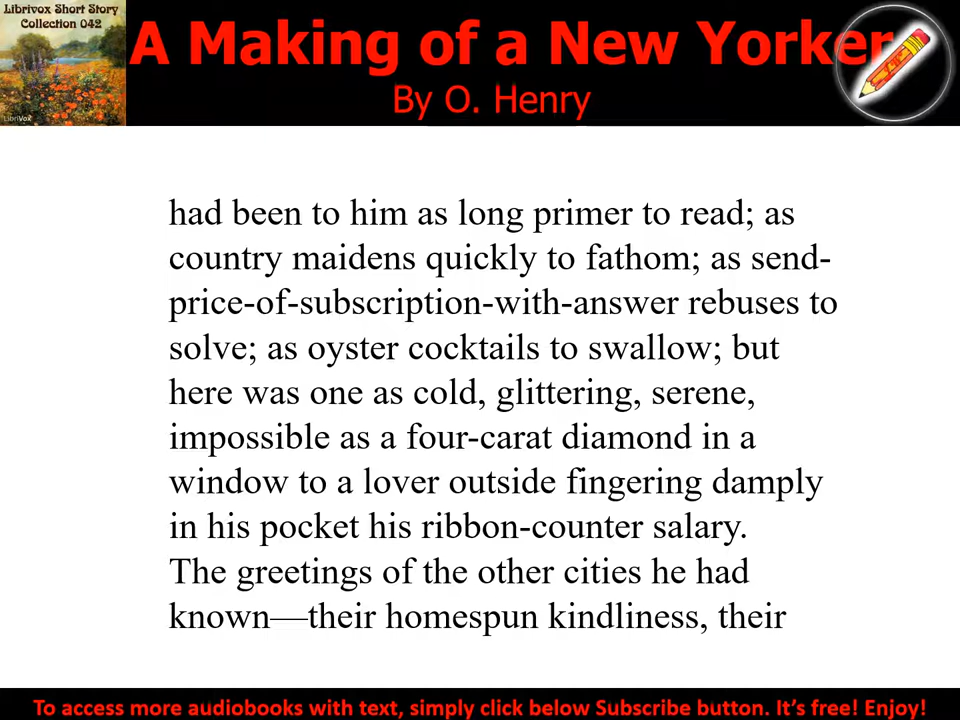 Librivox Short Story
Collection 042
A Making of a New Yorker
By O. Henry
LibriVox
had been to him as long primer to read; as
country maidens quickly to fathom; as send-
price-of-subscription-with-answer rebuses to
solve; as oyster cocktails to swallow; but
here was one as cold, glittering, serene,
impossible as a four-carat diamond in a
window to a lover outside fingering damply
in his pocket his ribbon-counter salary.
The greetings of the other cities he had
known—their homespun kindliness, their
To access more audiobooks with text, simply click below Subscribe button. It’s free! Enjoy!